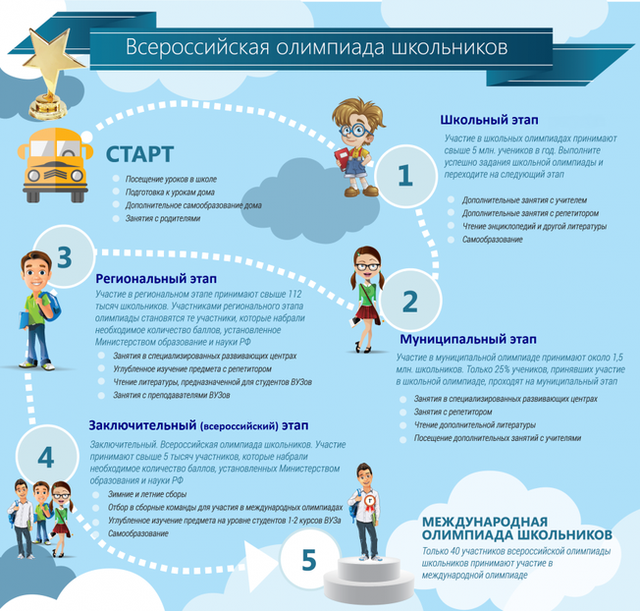 Всероссийская олимпиада школьников
СТАРТ
Посещение уроков в школе
Подготовка к урокам дома
Дополнительное самообразование дома
Занятия с родителями
1
Школьный этап
Участие в школьных олимпиадах принимают
свыше 5 млн. учеников в год. Выполните
успешно задания школьной олимпиады и
переходите на следующий этап
Дополнительные занятия с учителем
Дополнительные занятия с репетитором
Чтение энциклопедий и другой литературы
Самообразование
2
Муниципальный этап
Участие в муниципальной олимпиаде принимают около 1,5
млн. школьников. Только 25% учеников, принявших участие
в школьной олимпиаде, проходят на муниципальный этап
Занятия в специализированных развивающих центрах
Занятия с репетитором
Чтение дополнительной литературы
Посещение дополнительных занятий с учителями
3
Региональный этап
Участие в региональном этапе принимают свыше 112
тысяч школьников. Участниками регионального этапа
олимпиады становятся те участники, которые набрали
необходимое количество баллов, установленное
Министерством образование и науки РФ
Занятия в специализированных развивающих центрах
Углубленное изучение предмета с репетитором
Чтение литературы, предназначенной для студентов ВУЗов
Занятия с преподавателями ВУЗов
4
Заключительный (всероссийский) этап
Заключительный. Всероссийская олимпиада школьников. Участие
принимают свыше 5 тысяч участников, которые набрали
необходимое количество баллов, установленных Министерством
образования и науки РФ
Зимние и летние сборы
Отбор в сборные команды для участия в международных олимпиадах
Углубленное изучение предмета на уровне студентов 1-2 курсов ВУЗа
Самообразование
5
МЕЖДУНАРОДНАЯ
ОЛИМПИАДА ШКОЛЬНИКОВ
Только 40 участников всероссийской олимпиады
школьников принимают участие в
международной олимпиаде